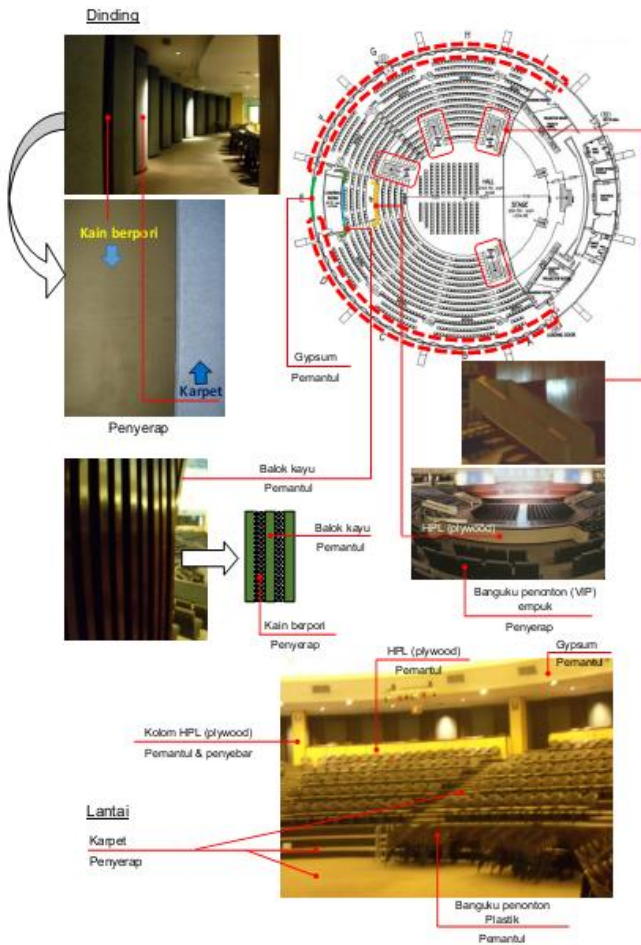 Dinding
H
G
HALL
STAGE
Kain berpori
Karpet
Penyerap
Gypsum
Pemantul
Balok kayu
Pemantul
Balok kayu
Pemantul
Kain berpori
Penyerap
HPL (plywood)
Banguku penonton (VIP)
empuk
Penyerap
HPL (plywood)
Pemantul
Gypsum
Pemantul
Kolom HPL (plywood)
Pemantul & penyebar
Lantai
Karpet
Penyerap
Banguku penonton
Plastik
Pemantul